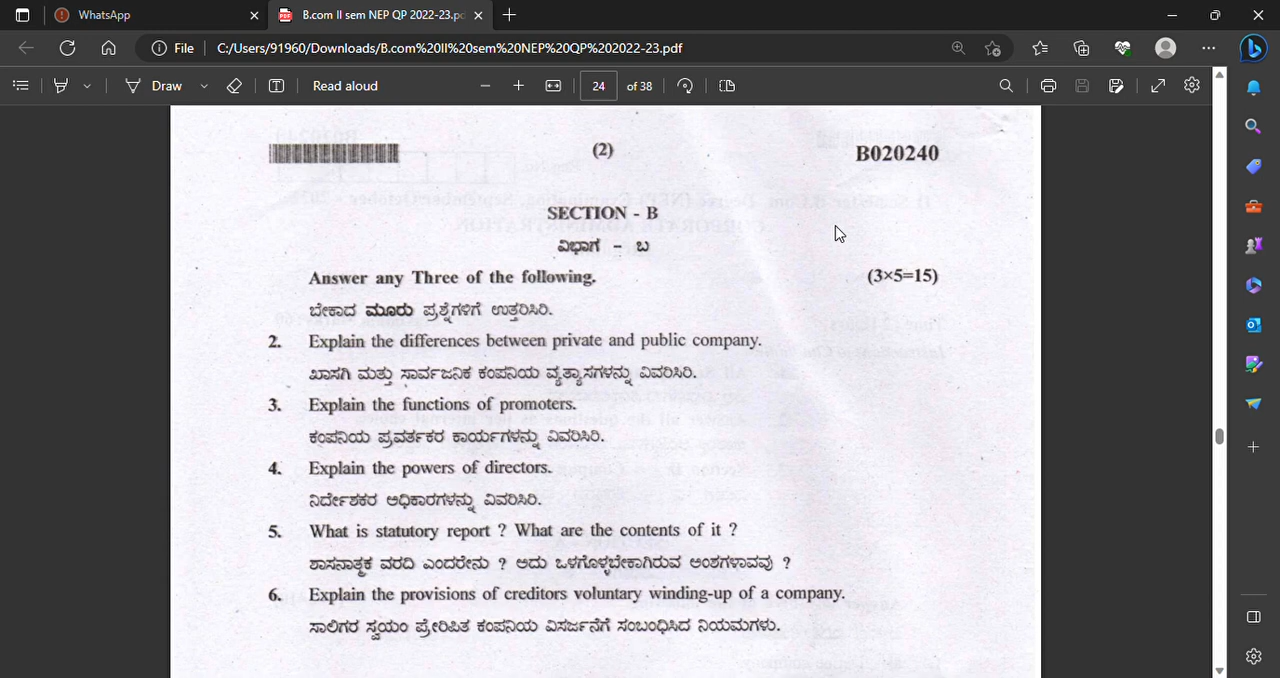 WhatsApp
B.com II sem NEP QP 2022-23.pd
File
C:/Users/91960/Downloads/B.com%20II%20sem%20NEP%20QP%202022-23.pdf
Draw
Read aloud
24 of 38
(2)
B020240
SECTION - B
ವಿಭಾಗ - ಬ
Answer any Three of the following. (3×5=15)
ಬೇಕಾದ ಮೂರು ಪ್ರಶ್ನೆಗಳಿಗೆ ಉತ್ತರಿಸಿರಿ.
2. Explain the differences between private and public company.
ಖಾಸಗಿ ಮತ್ತು ಸಾರ್ವಜನಿಕ ಕಂಪನಿಯ ವ್ಯತ್ಯಾಸಗಳನ್ನು ವಿವರಿಸಿರಿ.
3. Explain the functions of promoters.
ಕಂಪನಿಯ ಪ್ರವರ್ತಕರ ಕಾರ್ಯಗಳನ್ನು ವಿವರಿಸಿರಿ.
4. Explain the powers of directors.
ನಿರ್ದೇಶಕರ ಅಧಿಕಾರಗಳನ್ನು ವಿವರಿಸಿರಿ.
5. What is statutory report ? What are the contents of it ?
ಶಾಸನಾತ್ಮಕ ವರದಿ ಎಂದರೇನು ? ಅದು ಒಳಗೊಳ್ಳಬೇಕಾಗಿರುವ ಅಂಶಗಳಾವವು ?
6. Explain the provisions of creditors voluntary winding-up of a company.
ಸಾಲಿಗರ ಸ್ವಯಂ ಪ್ರೇರಿಪಿತ ಕಂಪನಿಯ ವಿಸರ್ಜನೆಗೆ ಸಂಬಂಧಿಸಿದ ನಿಯಮಗಳು.